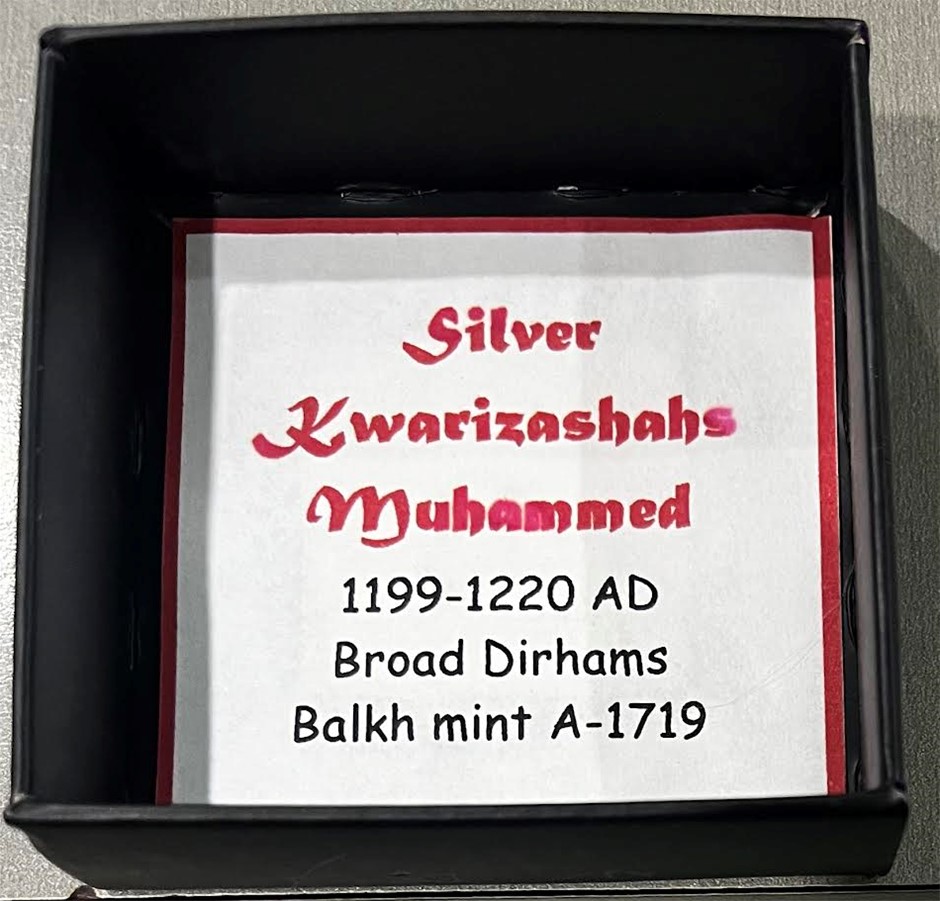 Silver
Kwarizashahs
Muhammed
1199-1220 AD
Broad Dirhams
Balkh mint A-1719